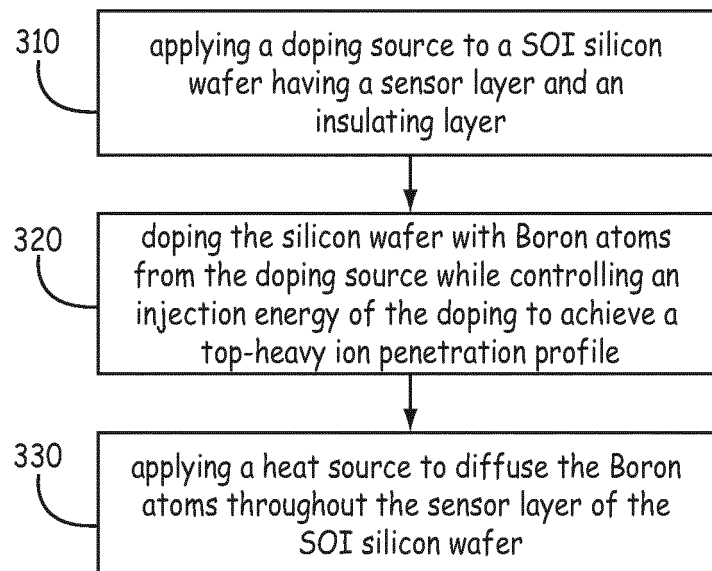 310
applying a doping source to a SOI silicon
wafer having a sensor layer and an
insulating layer
320
doping the silicon wafer with Boron atoms
from the doping source while controlling an
injection energy of the doping to achieve a
top-heavy ion penetration profile
330
applying a heat source to diffuse the Boron
atoms throughout the sensor layer of the
SOI silicon wafer